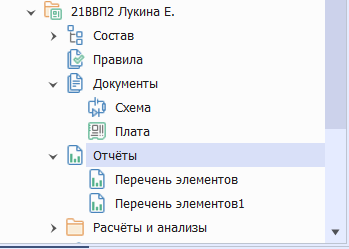 21ВВП2 Лукина Е.
Состав
Правила
Документы
Схема
Плата
Отчёты
Перечень элементов
Перечень элементов1
Расчёты и анализы